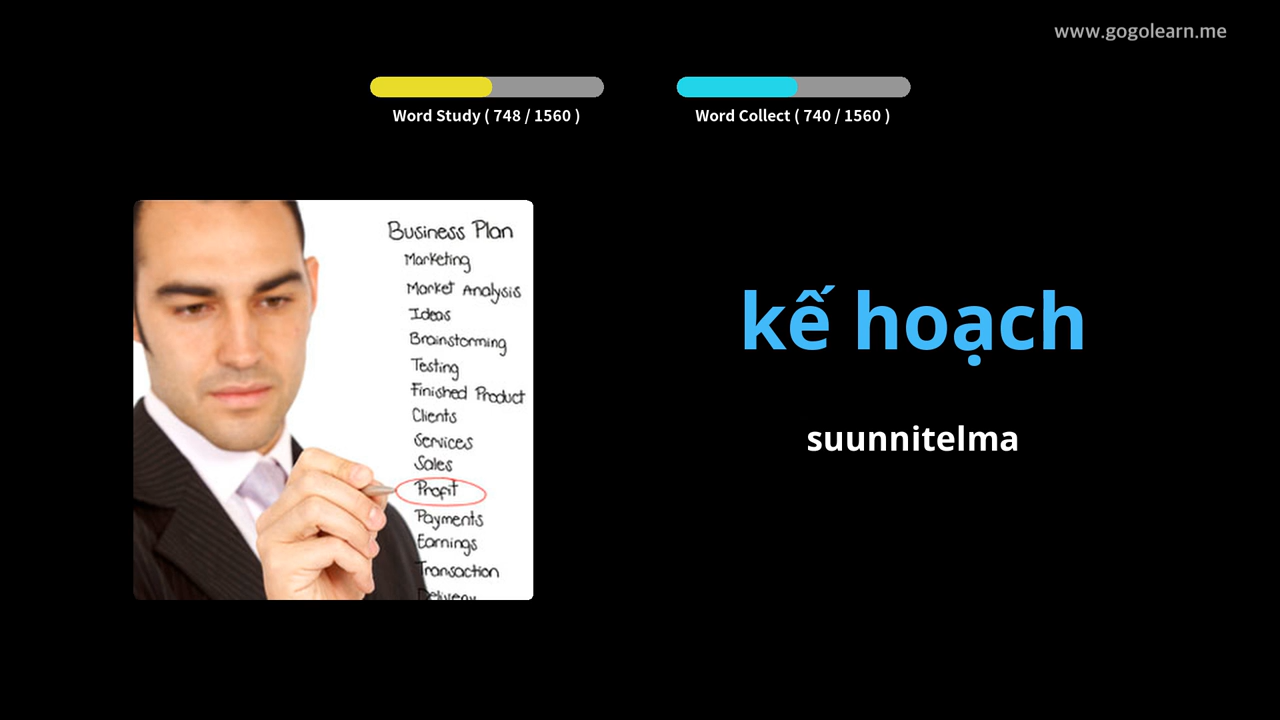 www.gogolearn.me
Word Study ( 748 / 1560 )
Word Collect ( 740 / 1560 )
Business Plan
Marketing
Market Analysis
Ideas
Brainstorming
Testing
Finished Product
Clients
Services
Sales
Profit
Payments
Earnings
Transaction
Delivery
kế hoạch
suunnitelma